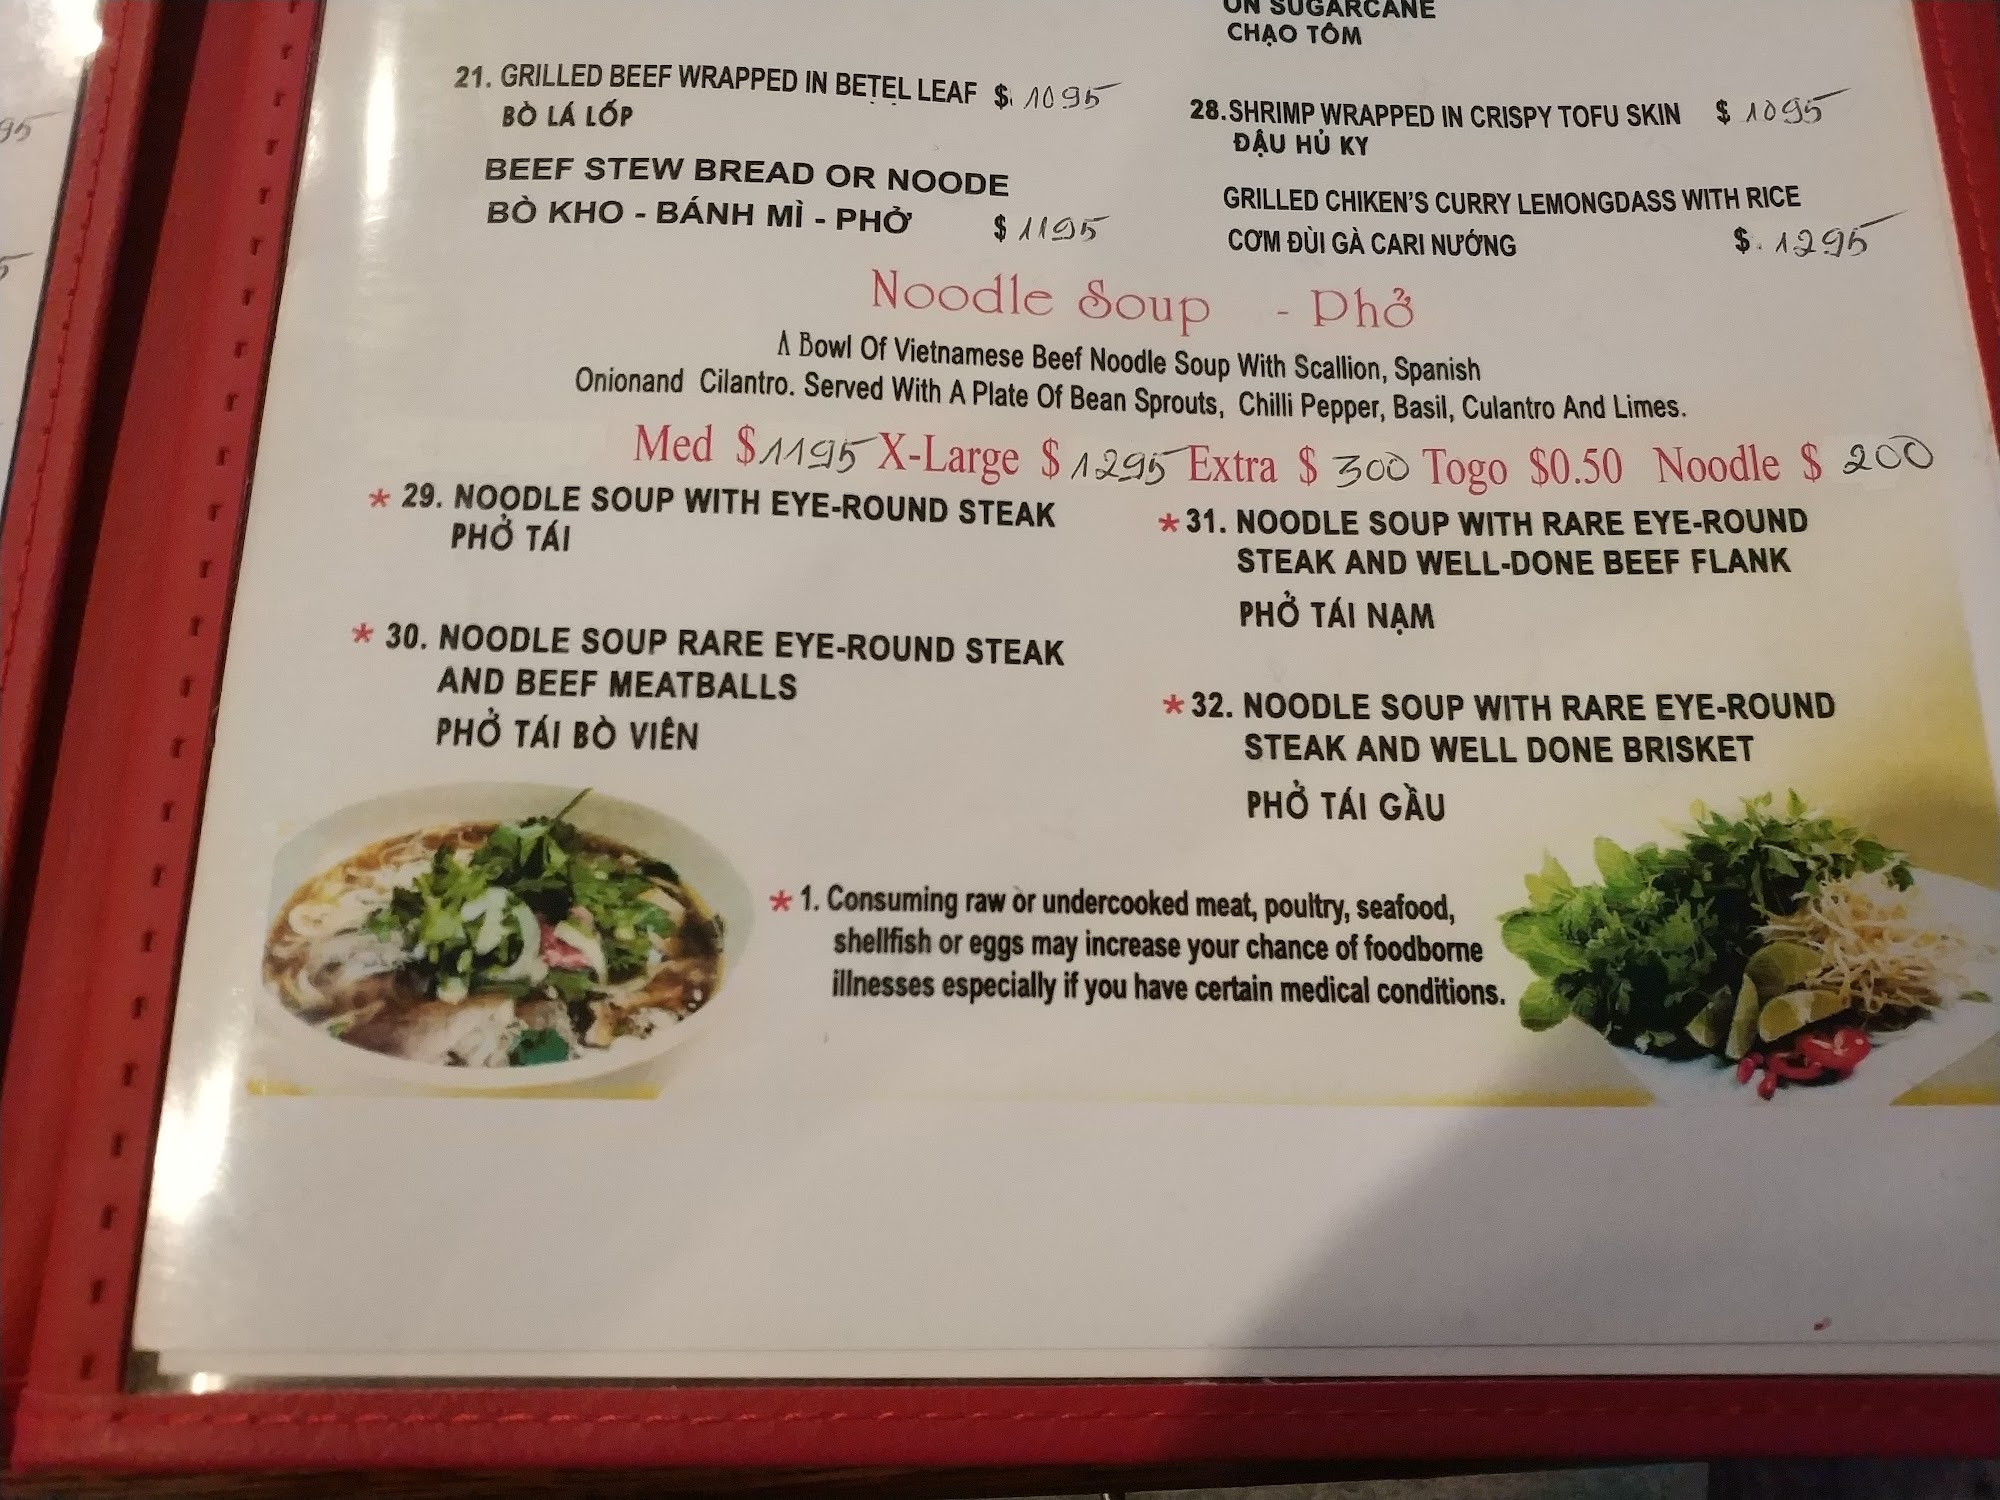 ON SUGARCANE
CHẠO TÔM
21. GRILLED BEEF WRAPPED IN BETEL LEAF $ 1095
BÒ LÁ LỐP
28. SHRIMP WRAPPED IN CRISPY TOFU SKIN $ 1095
ĐẬU HỦ KY
BEEF STEW BREAD OR NOODE
BÒ KHO - BÁNH MÌ - PHỞ $ 1195
GRILLED CHIKEN'S CURRY LEMONGDASS WITH RICE
CƠM ĐÙI GÀ CARI NƯỚNG $. 1295
Noodle Soup - Phở
A Bowl Of Vietnamese Beef Noodle Soup With Scallion, Spanish
Onionand Cilantro. Served With A Plate Of Bean Sprouts, Chilli Pepper, Basil, Culantro And Limes.
Med $1195 X-Large $ 1295 Extra $ 300 Togo $0.50 Noodle $ 200
* 29. NOODLE SOUP WITH EYE-ROUND STEAK
PHỞ TÁI
* 30. NOODLE SOUP RARE EYE-ROUND STEAK
AND BEEF MEATBALLS
PHỞ TÁI BÒ VIÊN
* 31. NOODLE SOUP WITH RARE EYE-ROUND
STEAK AND WELL-DONE BEEF FLANK
PHỞ TÁI NẠM
* 32. NOODLE SOUP WITH RARE EYE-ROUND
STEAK AND WELL DONE BRISKET
PHỞ TÁI GẦU
* 1. Consuming raw or undercooked meat, poultry, seafood,
shellfish or eggs may increase your chance of foodborne
illnesses especially if you have certain medical conditions.